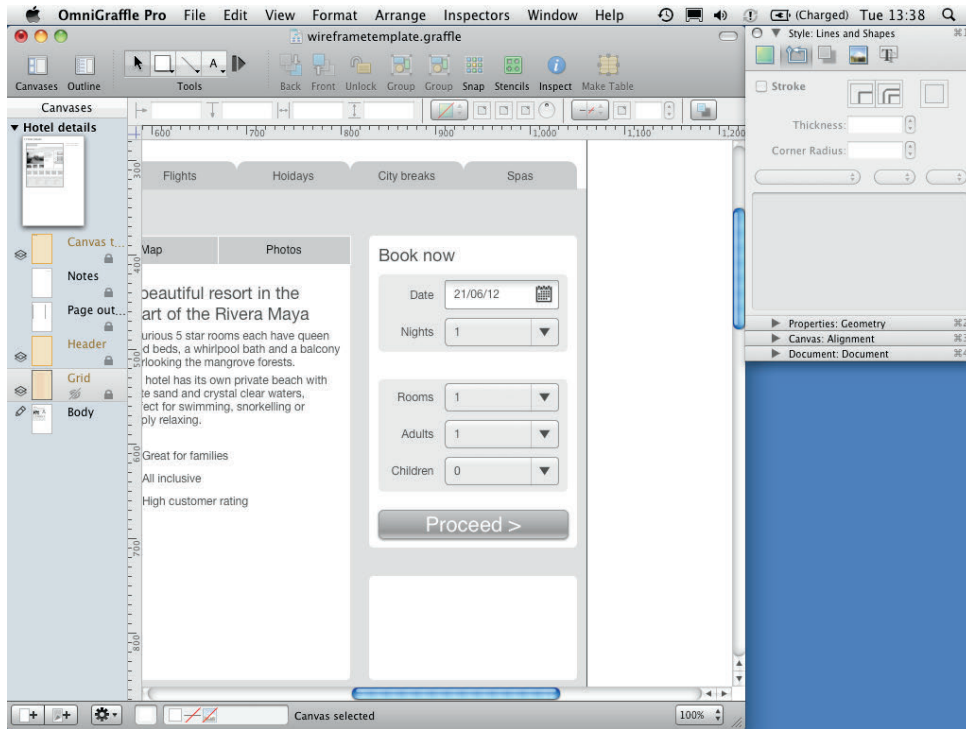 OmniGraffle Pro File Edit View Format Arrange Inspectors Window Help (Charged) Tue 13:38
wireframetemplate.graffle
Style: Lines and Shapes ⌘1
Canvases Outline Tools Back Front Unlock Group Group Snap Stencils Inspect Make Table
Stroke
Thickness:
Corner Radius:
Canvases
Hotel details
600 700 800 900 1,000 1,100 1,200
300
400
500
600
700
800
Canvas t...
Notes
Page out...
Header
Grid
Body
Flights Hoidays City breaks Spas
Map Photos
beautiful resort in the
art of the Rivera Maya
urious 5 star rooms each have queen
d beds, a whirlpool bath and a balcony
rlooking the mangrove forests.
hotel has its own private beach with
te sand and crystal clear waters,
fect for swimming, snorkelling or
ply relaxing.
Great for families
All inclusive
High customer rating
Book now
Date 21/06/12
Nights 1
Rooms 1
Adults 1
Children 0
Proceed >
Properties: Geometry ⌘2
Canvas: Alignment ⌘3
Document: Document ⌘4
Canvas selected 100%